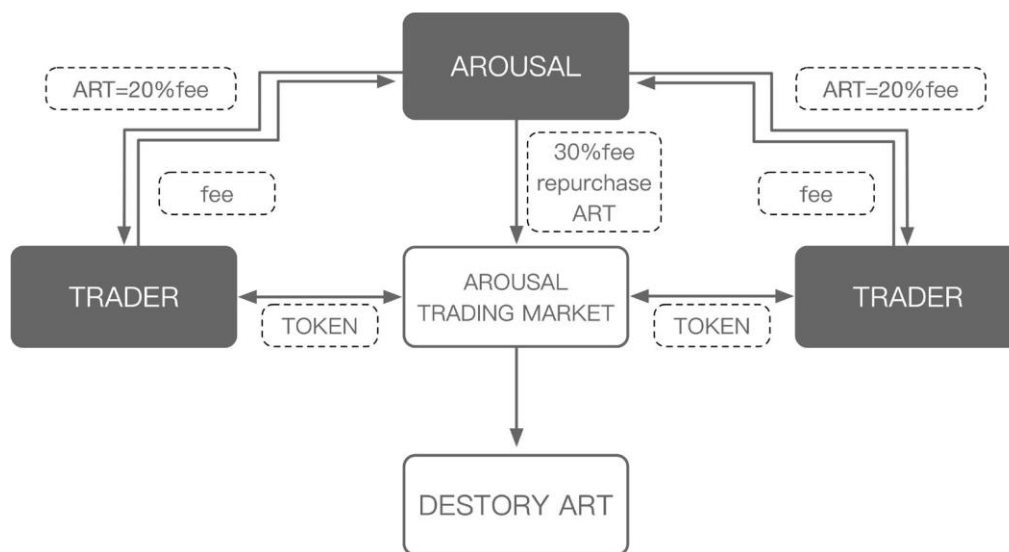 AROUSAL
ART=20%fee
ART=20%fee
30%fee
repurchase
ART
fee
fee
TRADER
AROUSAL
TRADING MARKET
TRADER
TOKEN
TOKEN
DESTORY ART